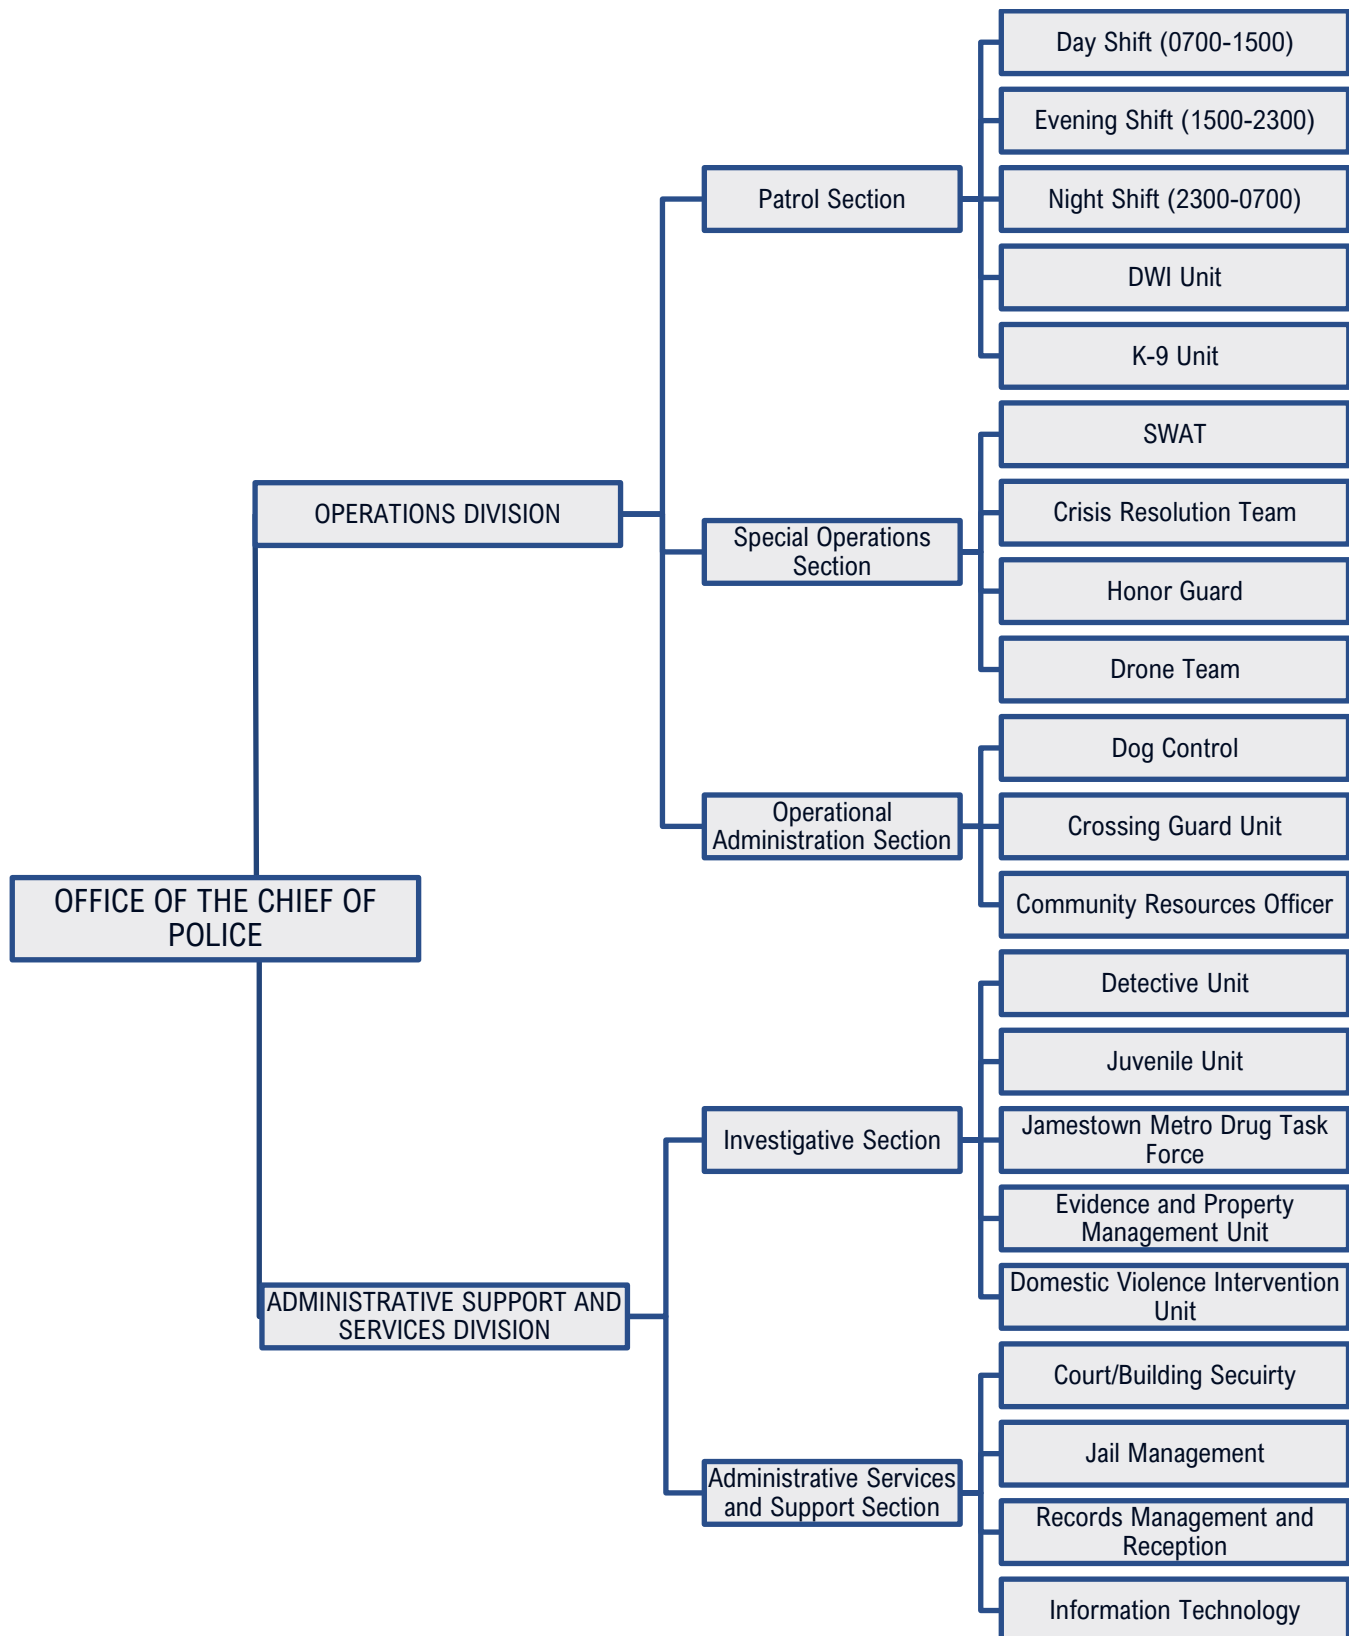 Day Shift (0700-1500)
Evening Shift (1500-2300)
Patrol Section
Night Shift (2300-0700)
DWI Unit
K-9 Unit
SWAT
OPERATIONS DIVISION
Crisis Resolution Team
Special Operations
Section
Honor Guard
Drone Team
Dog Control
Operational
Administration Section
Crossing Guard Unit
Community Resources Officer
OFFICE OF THE CHIEF OF
POLICE
Detective Unit
Juvenile Unit
Investigative Section
Jamestown Metro Drug Task
Force
Evidence and Property
Management Unit
Domestic Violence Intervention
Unit
ADMINISTRATIVE SUPPORT AND
SERVICES DIVISION
Court/Building Secuirty
Jail Management
Administrative Services
and Support Section
Records Management and
Reception
Information Technology